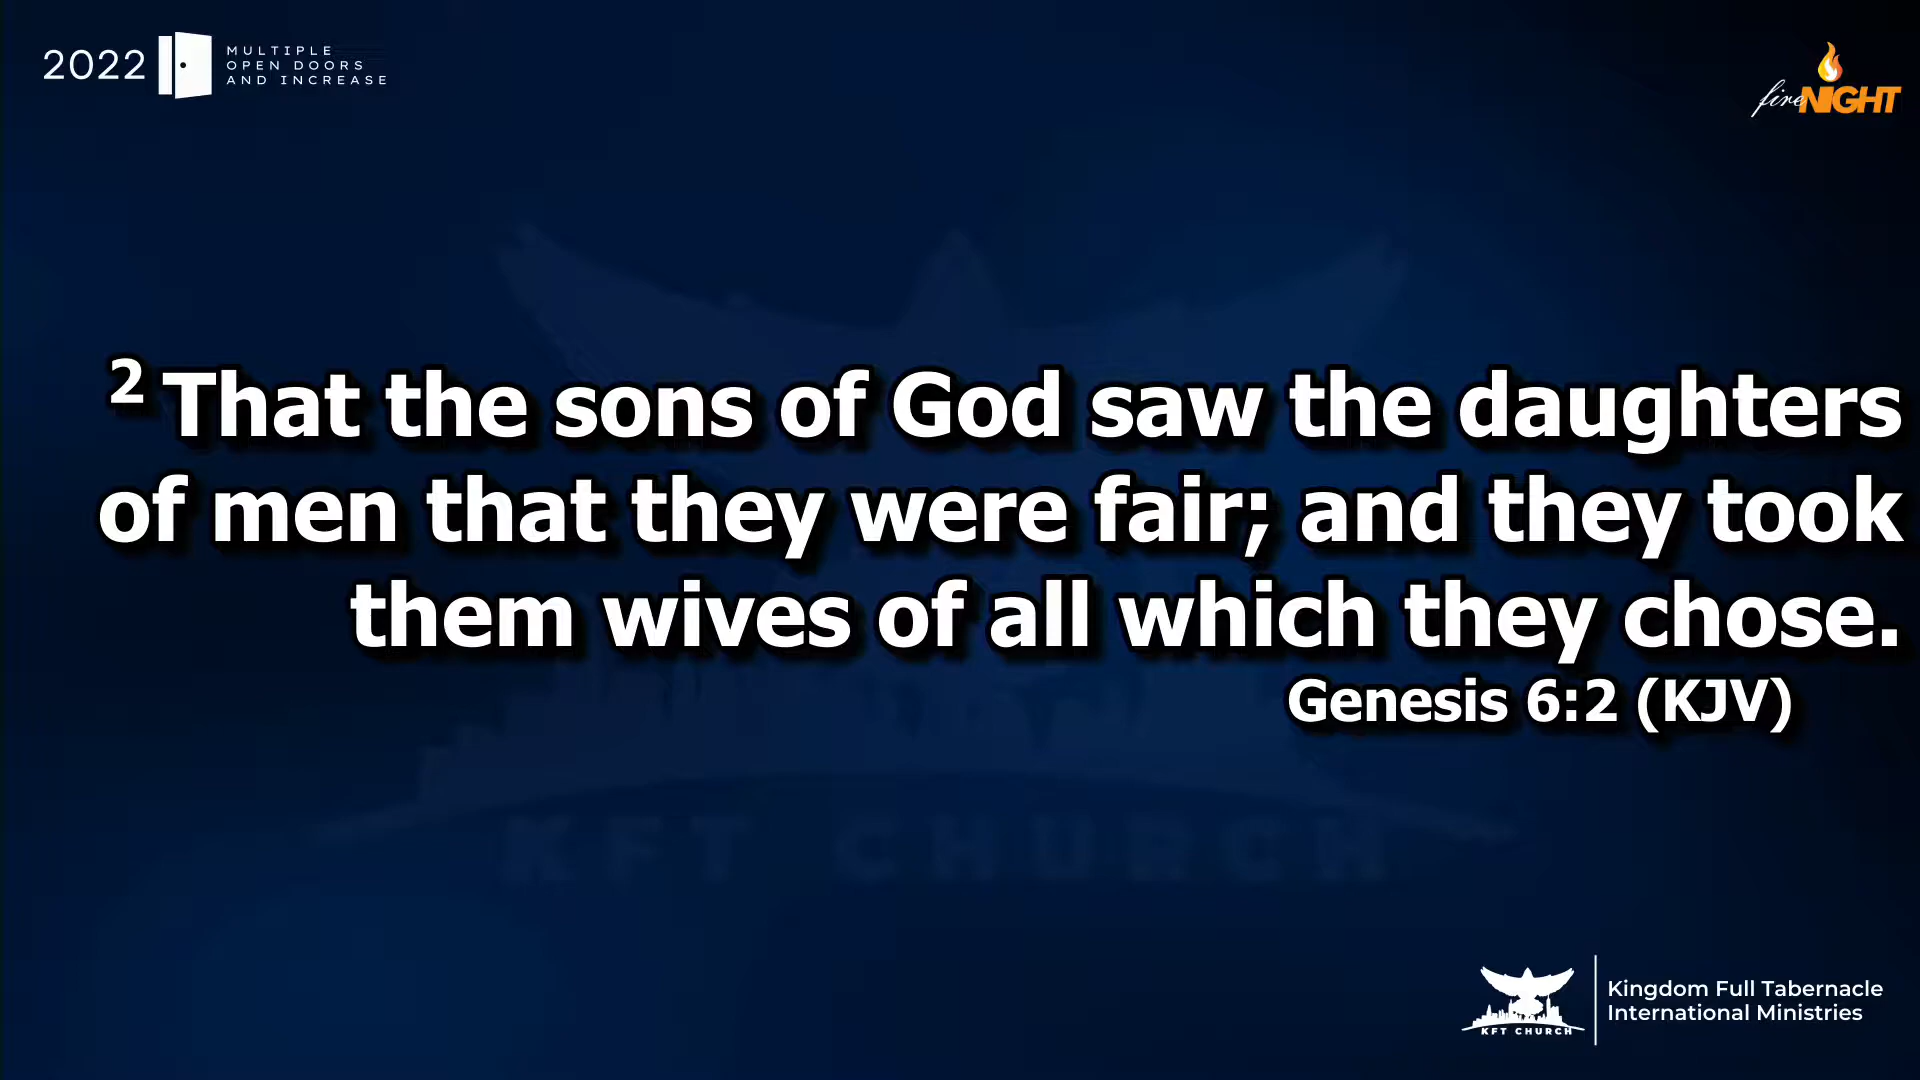 2022
MULTIPLE
OPEN DOORS
AND INCREASE
fireNIGHT
2 That the sons of God saw the daughters
of men that they were fair; and they took
them wives of all which they chose.
Genesis 6:2 (KJV)
KFT CHURCH
KFT CHURCH
Kingdom Full Tabernacle
International Ministries